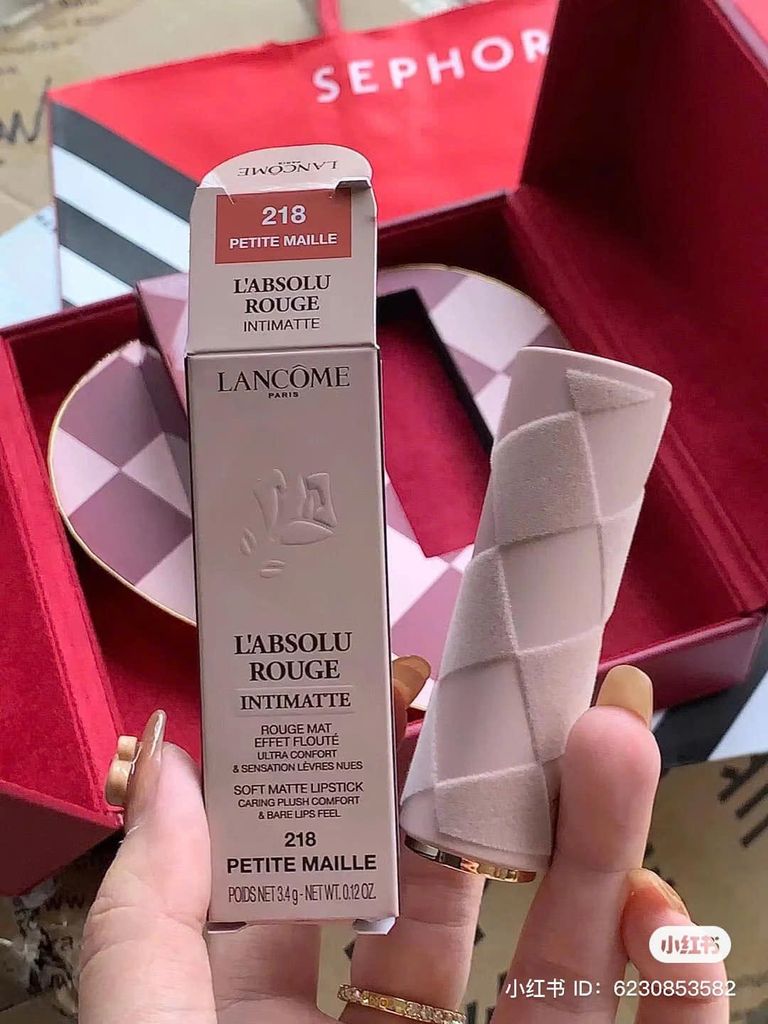 SEPHOR
LANCÔME
PARIS
218
PETITE MAILLE
L'ABSOLU
ROUGE
INTIMATTE
LANCÔME
PARIS
L'ABSOLU
ROUGE
INTIMATTE
ROUGE MAT
EFFET FLOUTÉ
ULTRA CONFORT
& SENSATION LÈVRES NUES
SOFT MATTE LIPSTICK
CARING PLUSH COMFORT
& BARE LIPS FEEL
218
PETITE MAILLE
POIDS NET 3.4 g - NET WT. 0.12 OZ.
小红书
小红书 ID: 6230853582